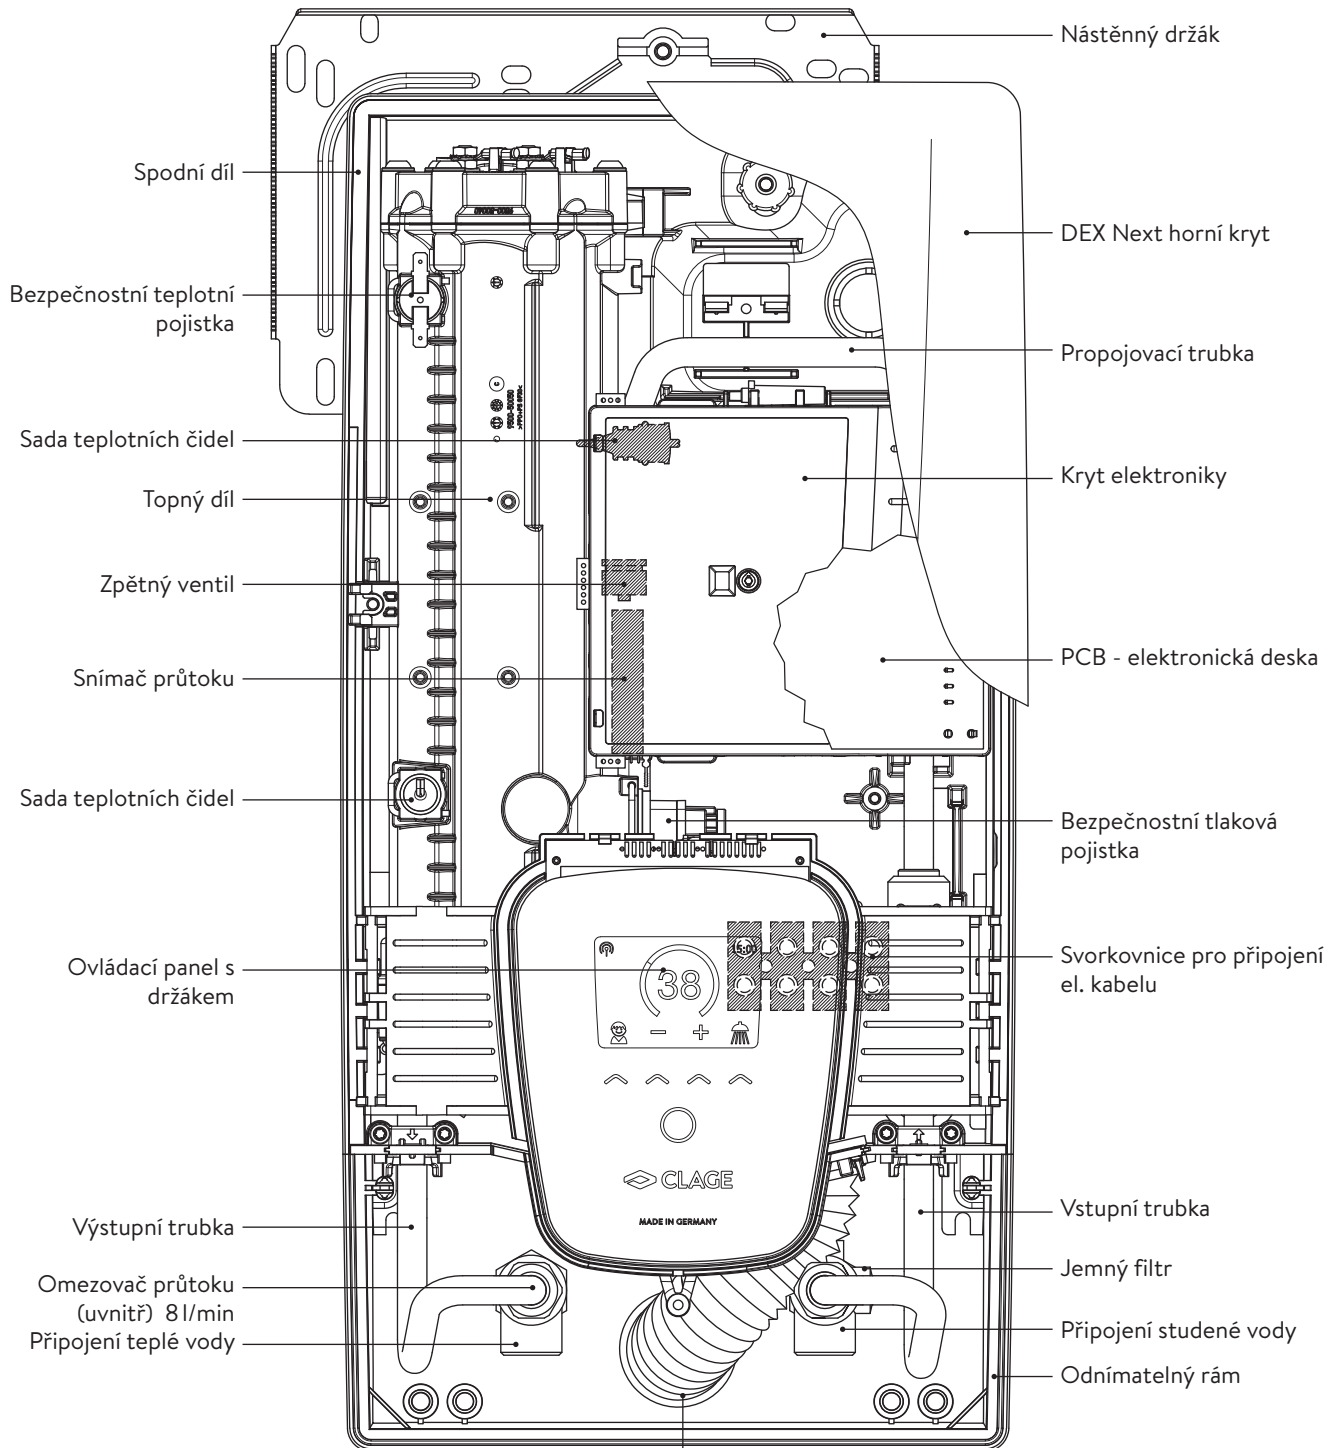 Nástěnný držák
Spodní díl
DEX Next horní kryt
Bezpečnostní teplotní
pojistka
Propojovací trubka
Sada teplotních čidel
Kryt elektroniky
Topný díl
Zpětný ventil
Snímač průtoku
PCB - elektronická deska
Sada teplotních čidel
Bezpečnostní tlaková
pojistka
Ovládací panel s
držákem
15:00
38
Svorkovnice pro připojení
el. kabelu
CLAGE
MADE IN GERMANY
Výstupní trubka
Vstupní trubka
Omezovač průtoku
(uvnitř) 8 l/min
Jemný filtr
Připojení teplé vody
Připojení studené vody
Odnímatelný rám